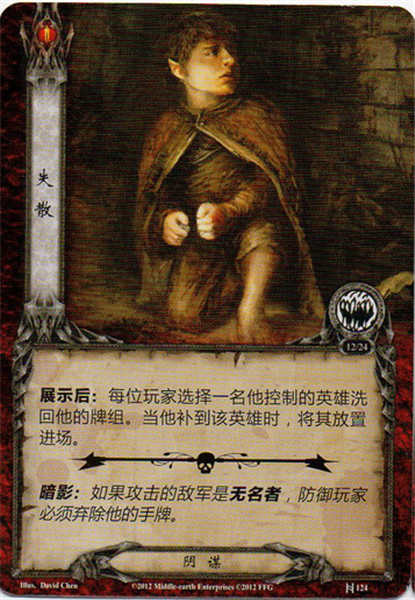 失散
12/24
展示后：每位玩家选择一名他控制的英雄洗
回他的牌组。当他补到该英雄时，将其放置
进场。
暗影：如果攻击的敌军是无名者，防御玩家
必须弃除他的手牌。
阴谋
Illus. David Chen ©2012 Middle-earth Enterprises ©2012 FFG 124